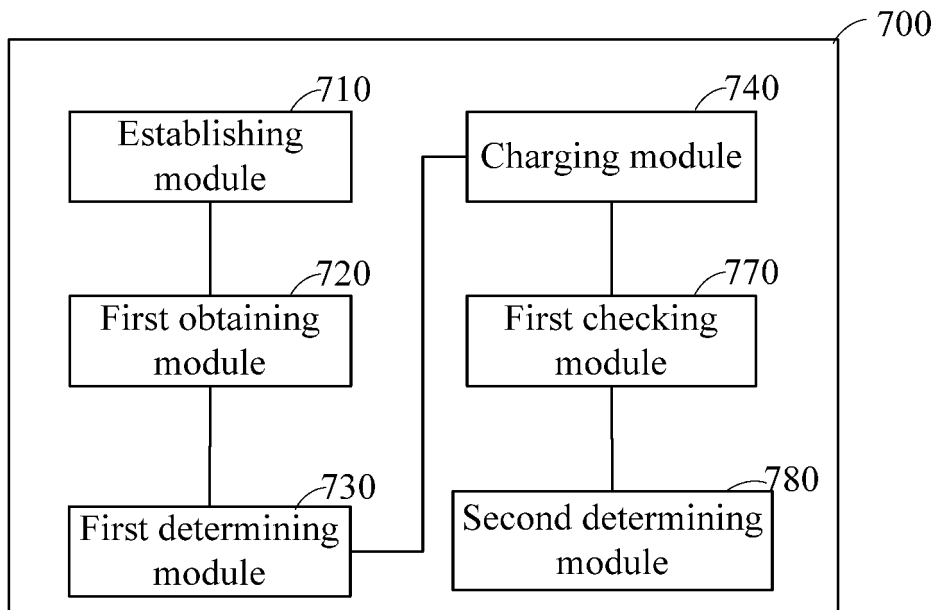 700
710
Establishing
module
720
First obtaining
module
730
First determining
module
740
Charging module
770
First checking
module
780
Second determining
module